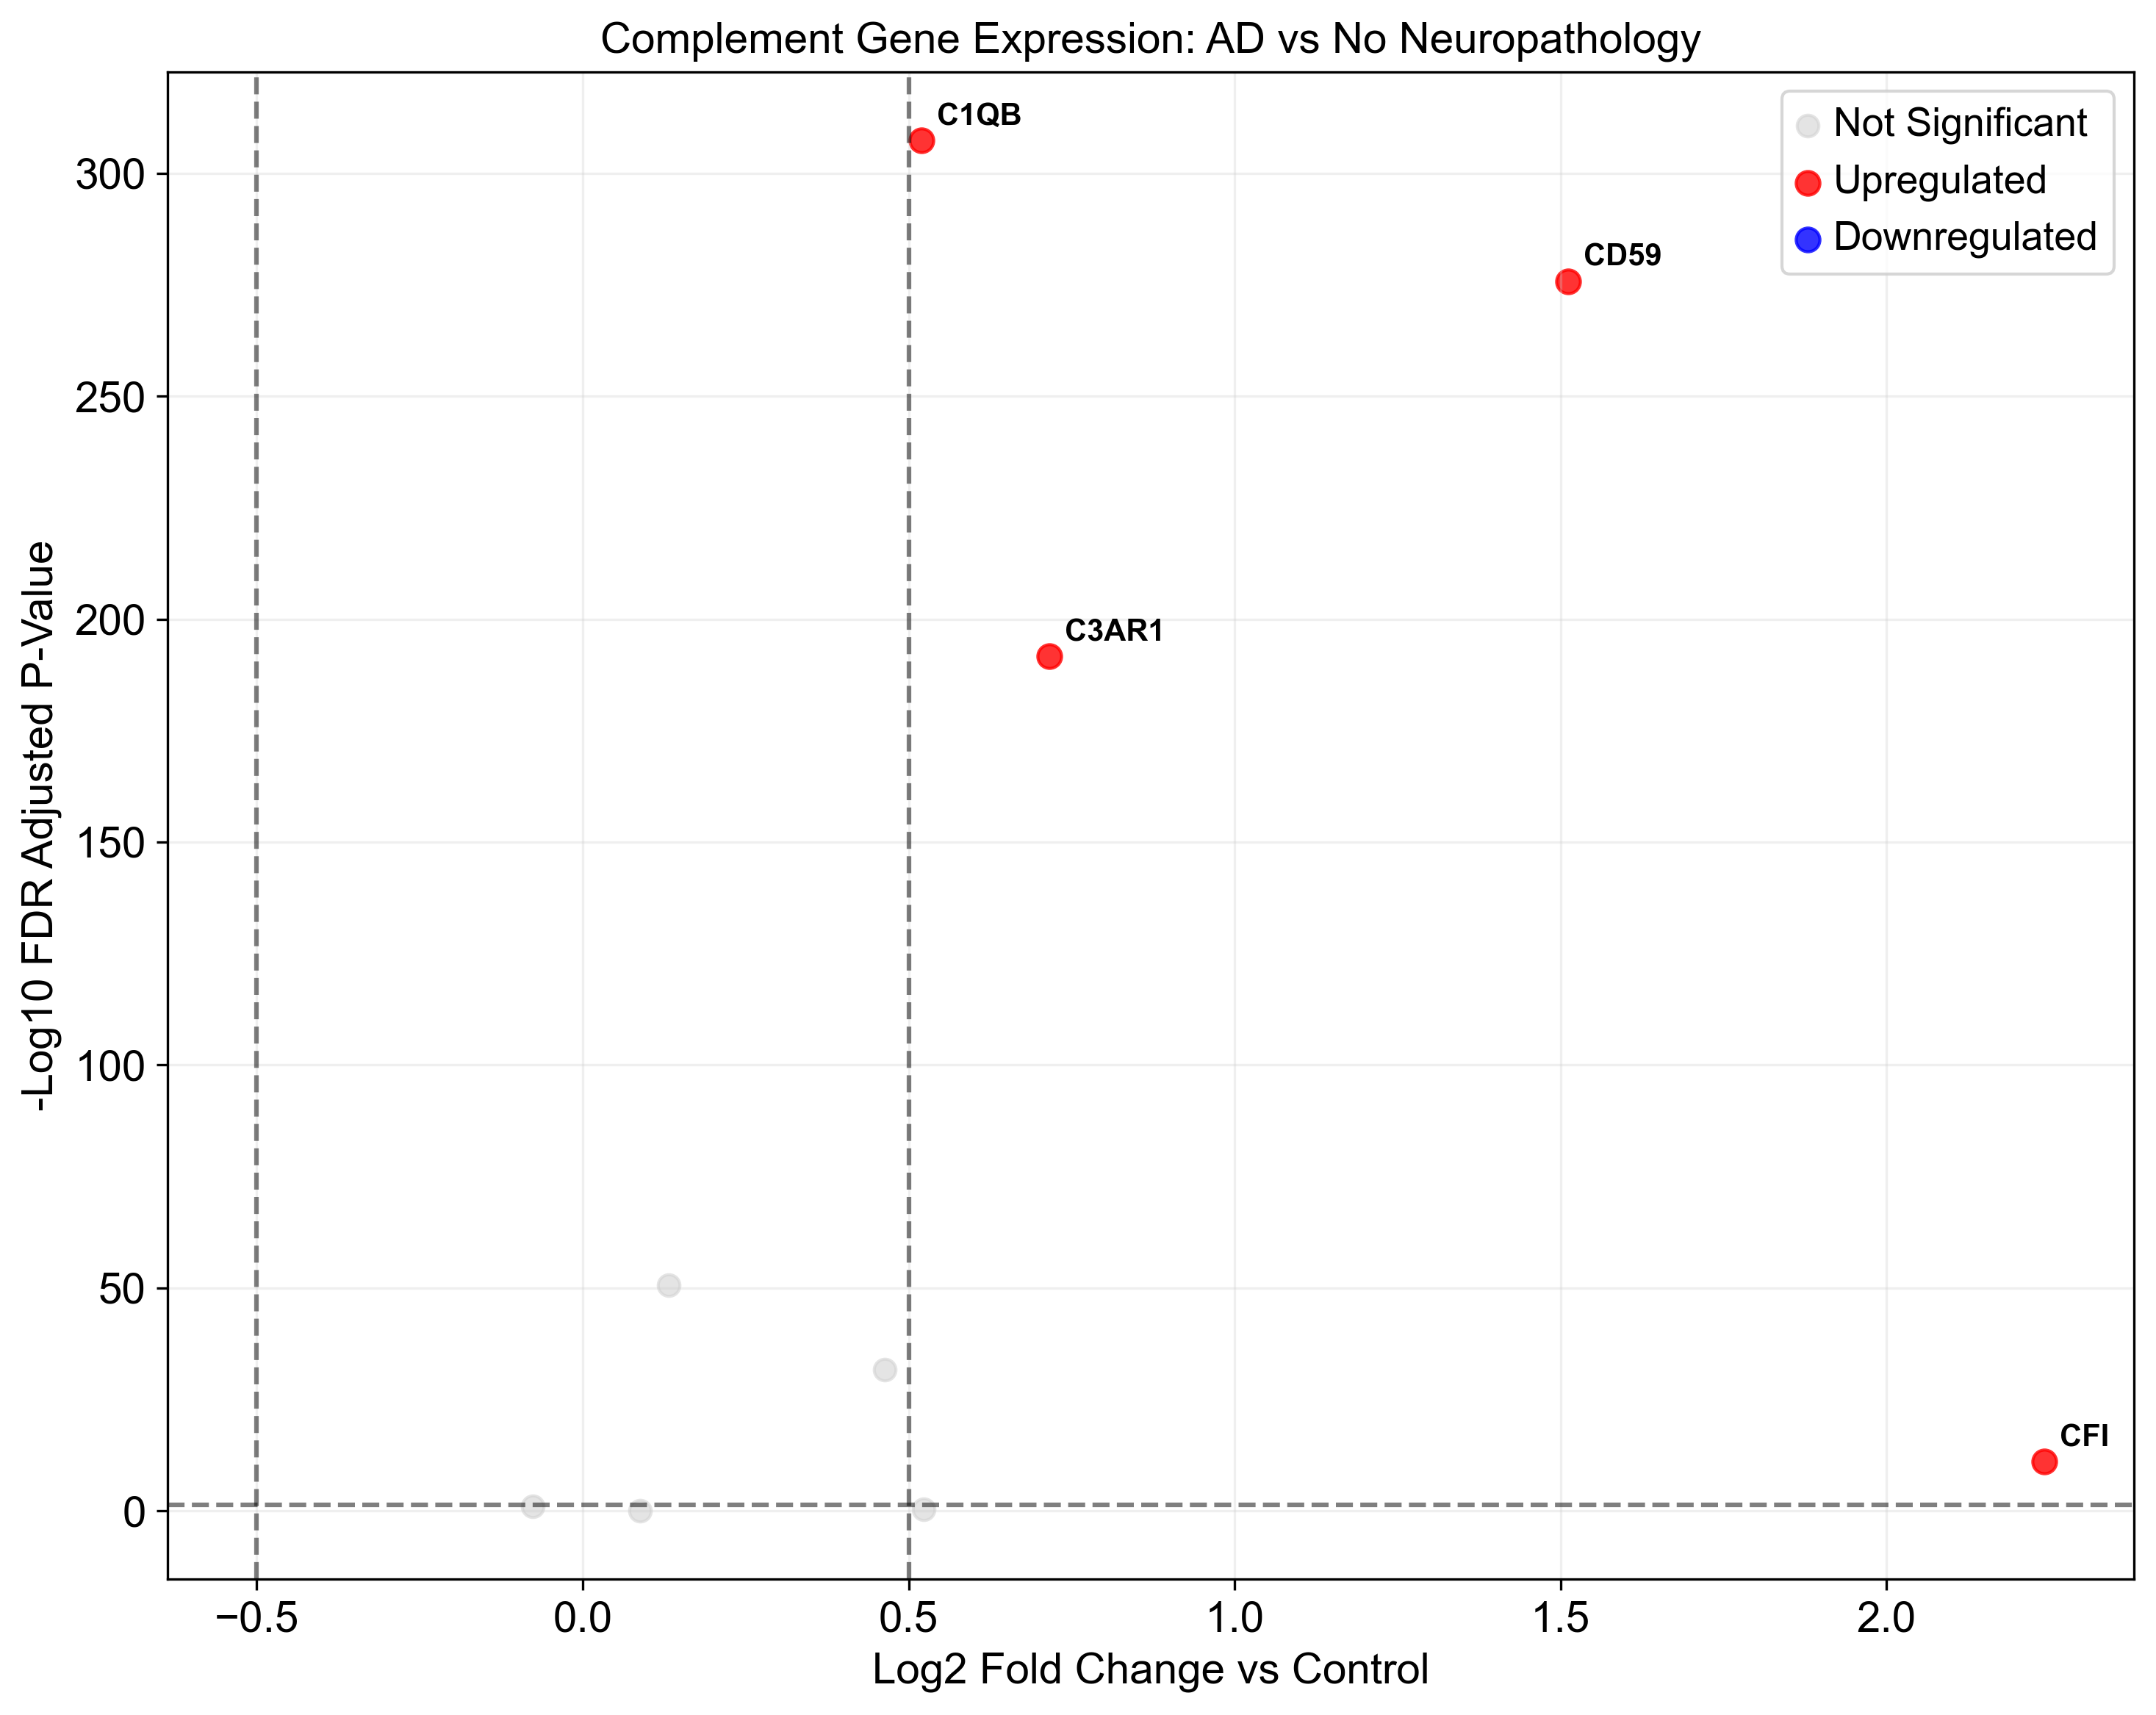 Complement Gene Expression: AD vs No Neuropathology
C1QB
Not Significant
Upregulated
Downregulated
CD59
C3AR1
CFI
300
250
200
150
100
50
0
-Log10 FDR Adjusted P-Value
−0.5
0.0
0.5
1.0
1.5
2.0
Log2 Fold Change vs Control